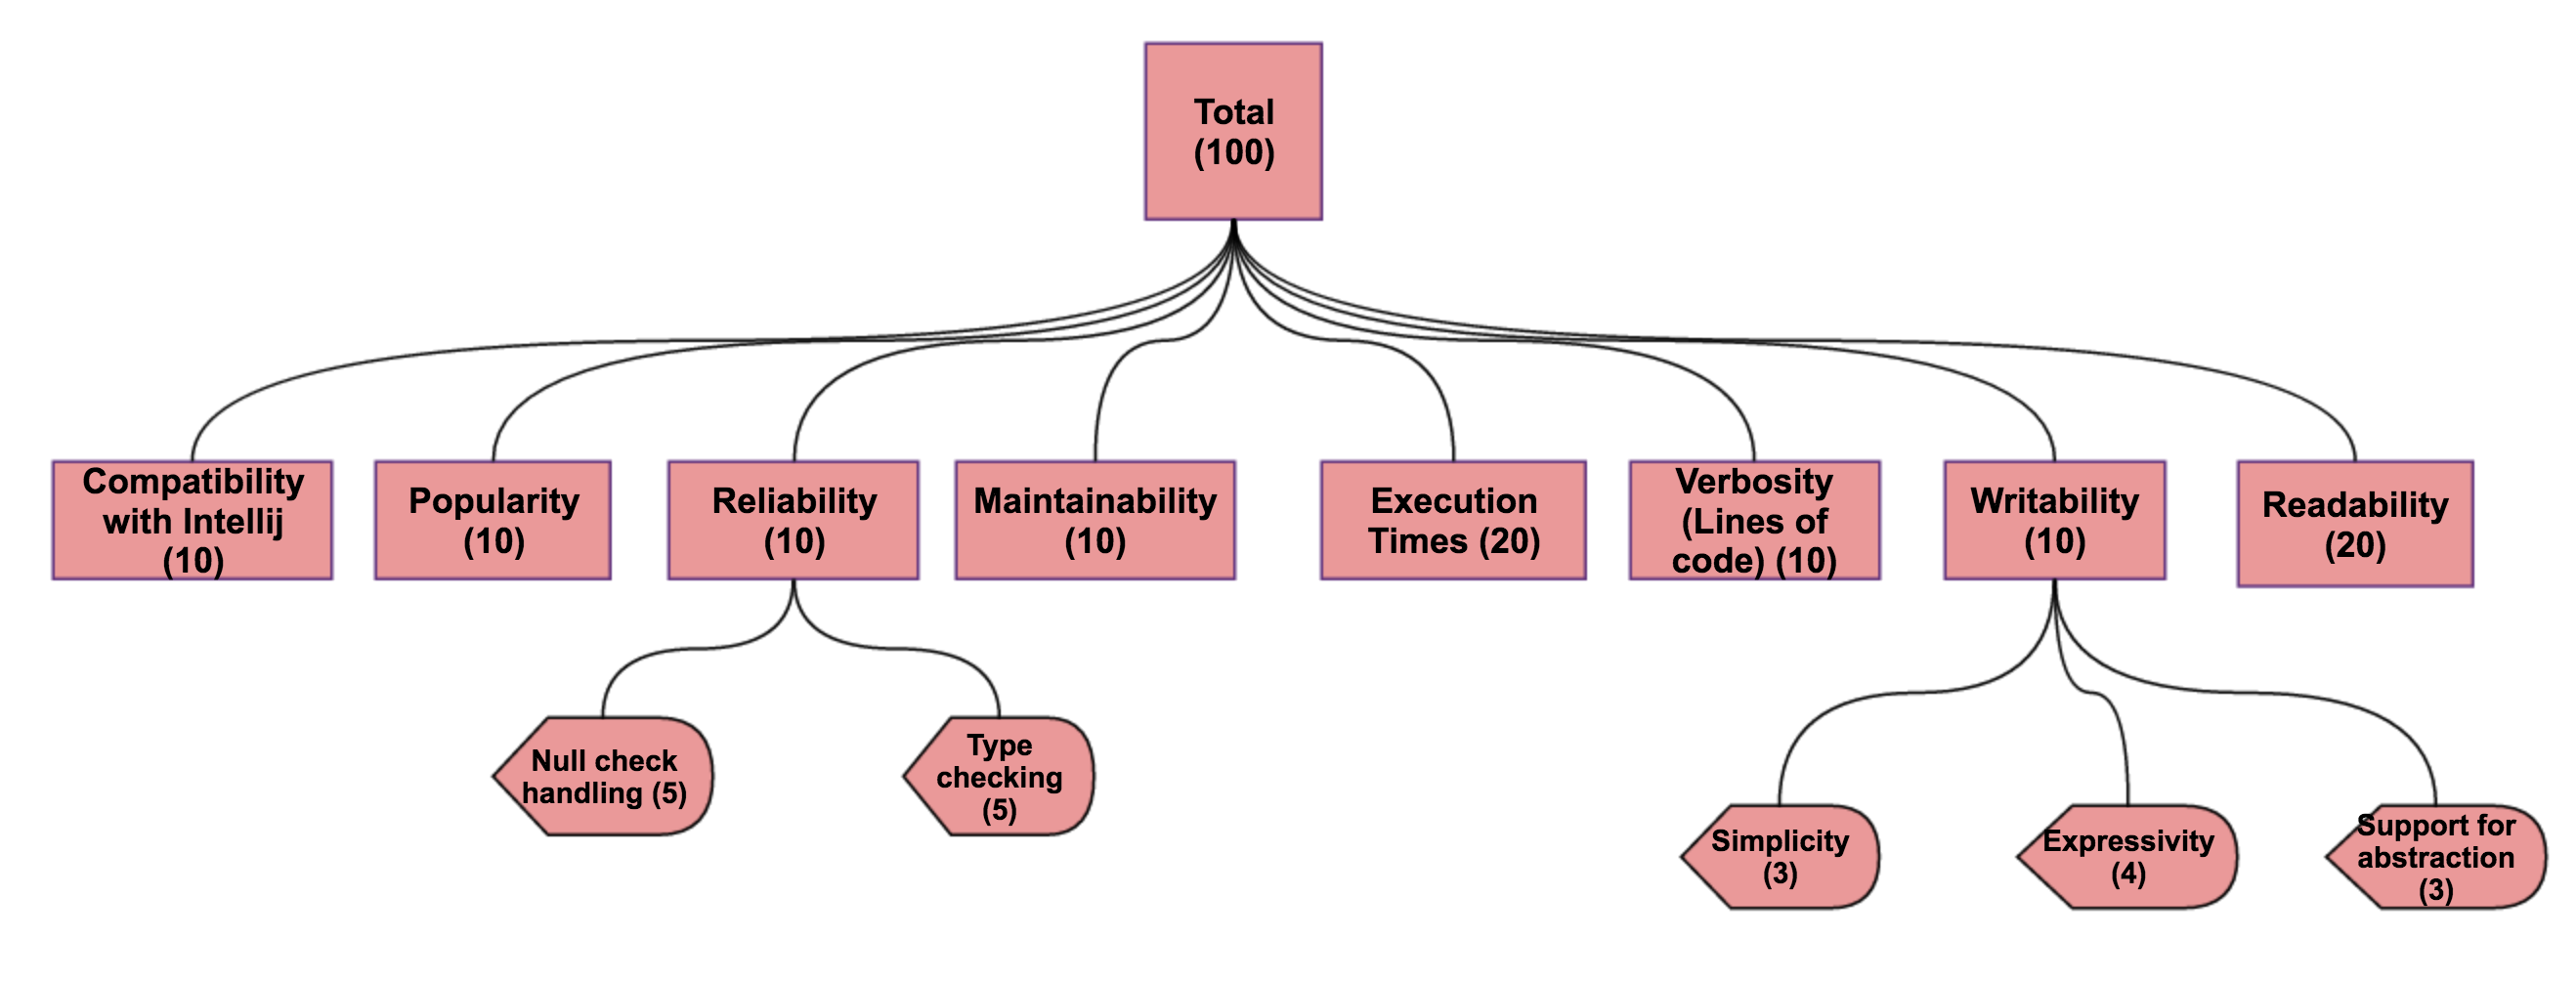 Total
(100)
Compatibility
with Intellij
(10)
Popularity
(10)
Reliability
(10)
Maintainability
(10)
Execution
Times (20)
Verbosity
(Lines of
code) (10)
Writability
(10)
Readability
(20)
Null check
handling (5)
Type
checking
(5)
Simplicity
(3)
Expressivity
(4)
Support for
abstraction
(3)